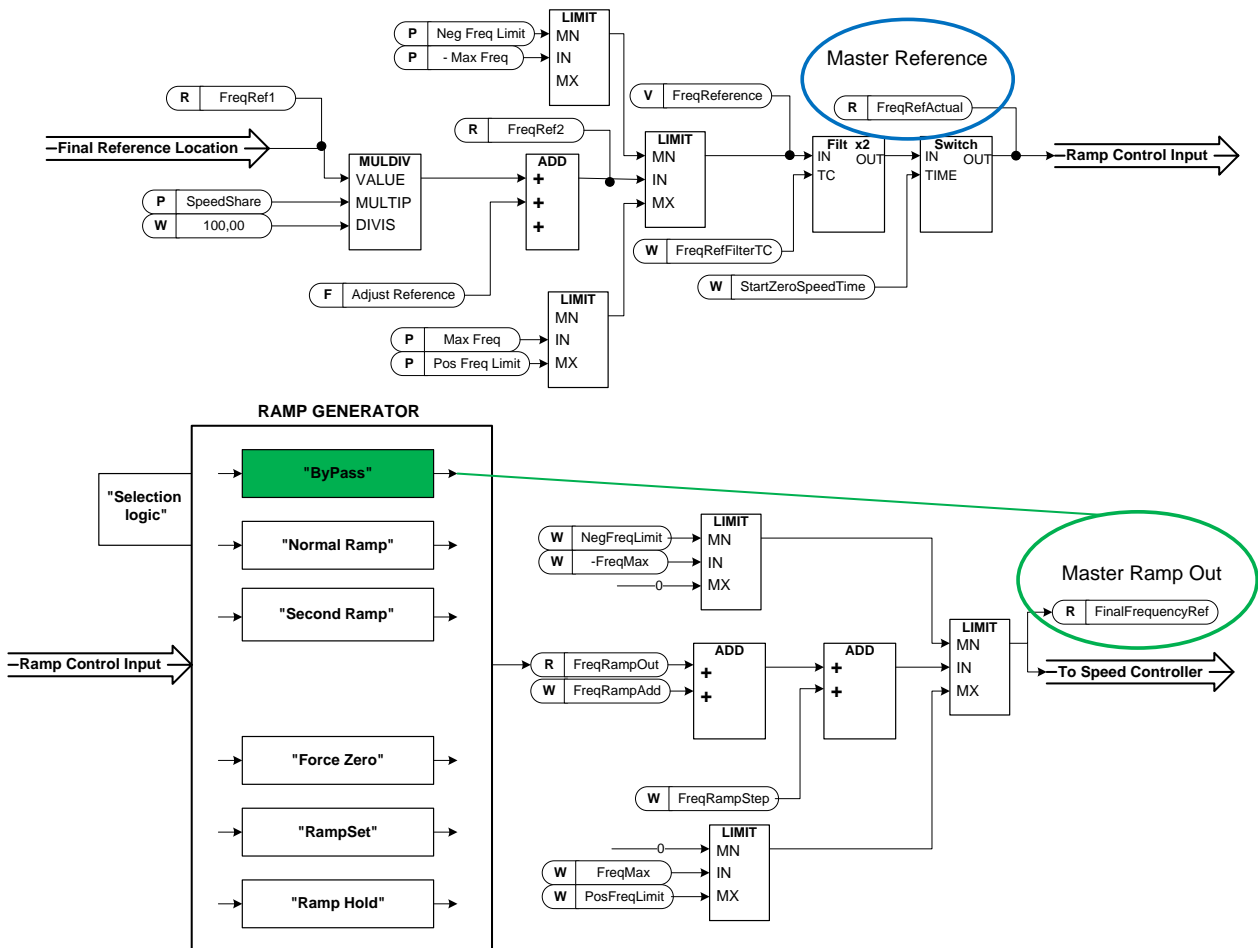 LIMIT
P Neg Freq Limit MN
P - Max Freq IN
MX
Master Reference
R FreqRef1
V FreqReference
R FreqRefActual
R FreqRef2
Final Reference Location
MULDIV
VALUE
P SpeedShare MULTIP
W 100,00 DIVIS
ADD
+
+
+
LIMIT
MN
IN
MX
Filt x2
IN OUT
TC
Switch
IN OUT
TIME
Ramp Control Input
W FreqRefFilterTC
W StartZeroSpeedTime
F Adjust Reference
LIMIT
MN
P Max Freq IN
P Pos Freq Limit MX
RAMP GENERATOR
"Selection
logic"
"ByPass"
"Normal Ramp"
"Second Ramp"
Ramp Control Input
"Force Zero"
"RampSet"
"Ramp Hold"
LIMIT
W NegFreqLimit MN
W -FreqMax IN
0 MX
Master Ramp Out
R FinalFrequencyRef
R FreqRampOut
W FreqRampAdd
ADD
+
+
ADD
+
+
LIMIT
MN
IN
MX
To Speed Controller
W FreqRampStep
LIMIT
0 MN
W FreqMax IN
W PosFreqLimit MX